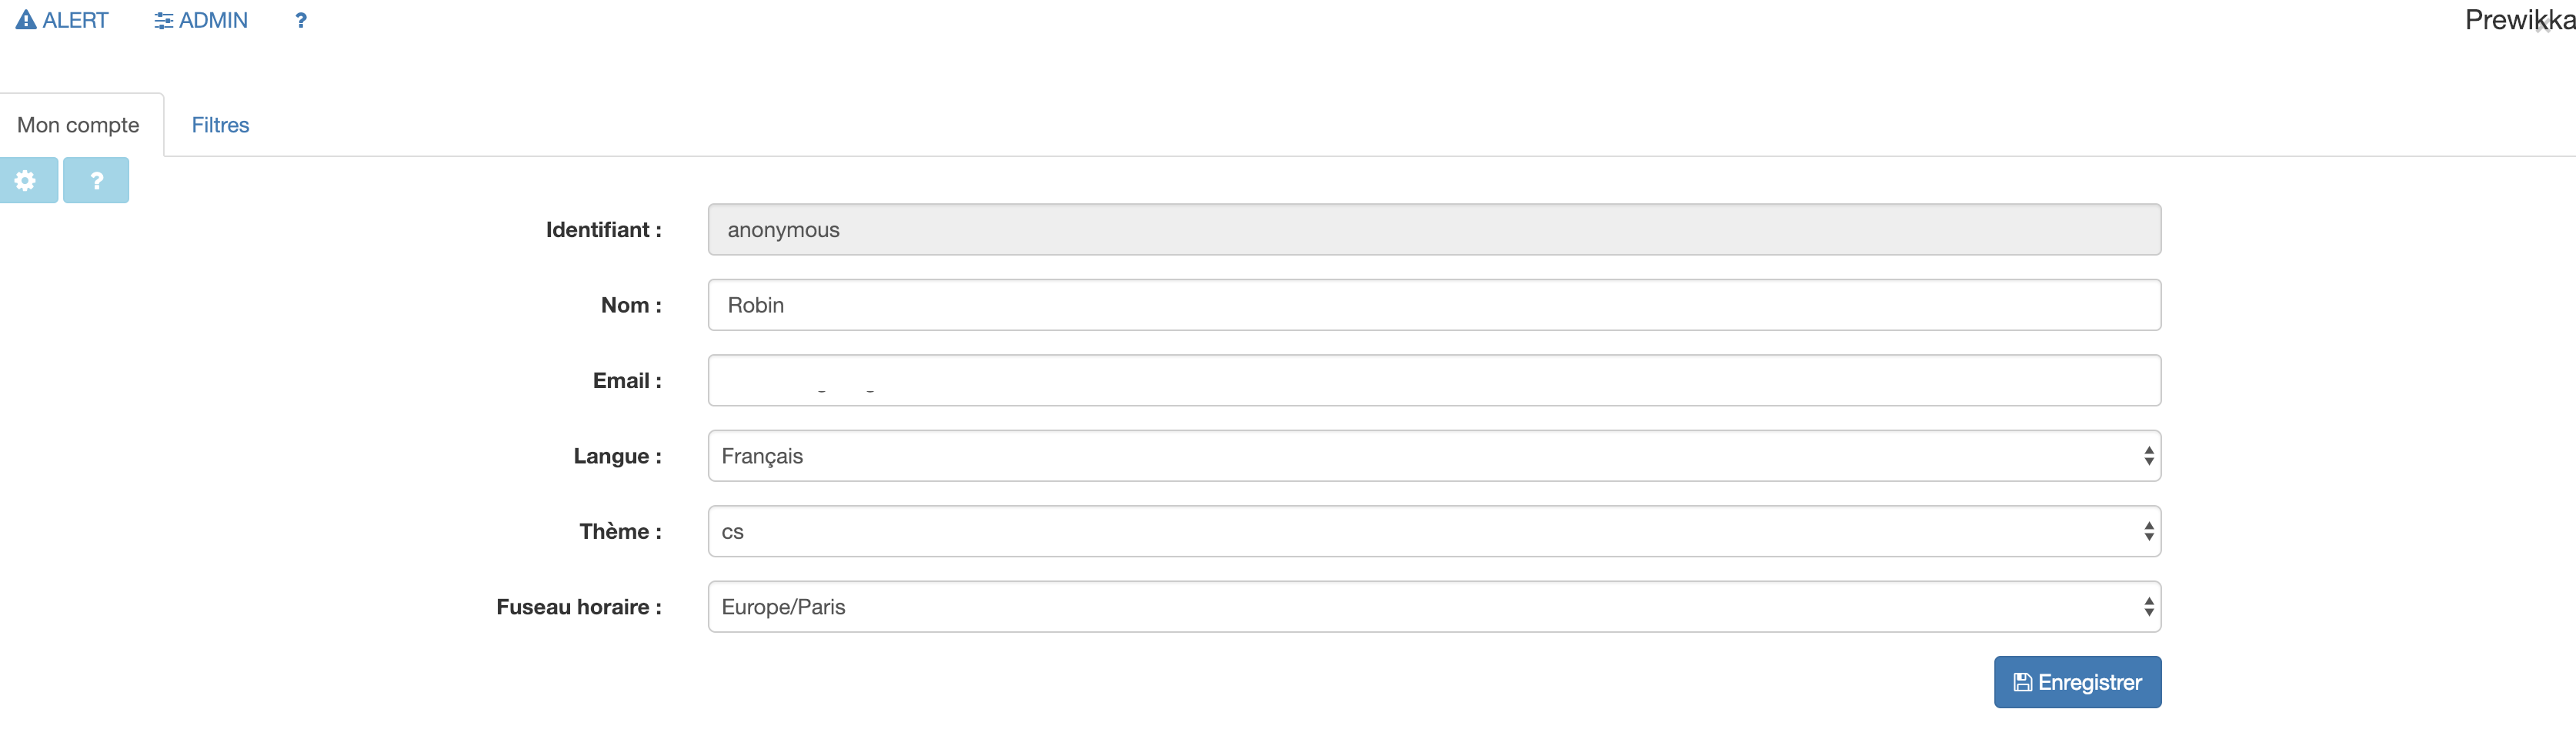 ALERT ADMIN ? Prewikka
Mon compte Filtres
?
Identifiant : anonymous
Nom : Robin
Email :
Langue : Français
Thème : cs
Fuseau horaire : Europe/Paris
Enregistrer